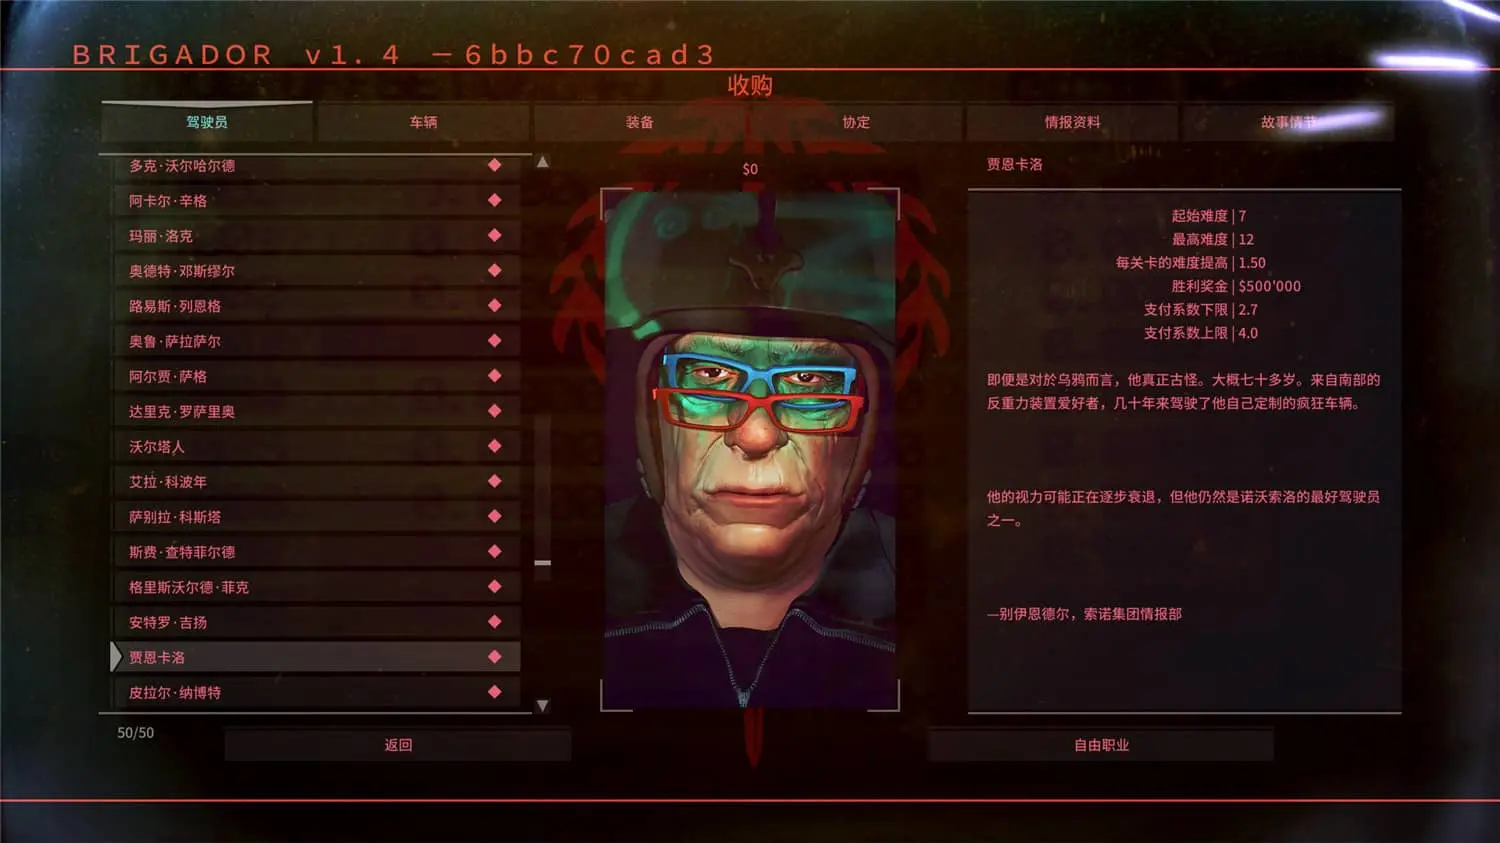 BRIGADOR v1.4 —6bbc70cad3
收购
驾驶员
车辆
装备
协定
情报资料
故事情节
多克·沃尔哈尔德
阿卡尔·辛格
玛丽·洛克
奥德特·邓斯缪尔
路易斯·列恩格
奥鲁·萨拉萨尔
阿尔贾·萨格
达里克·罗萨里奥
沃尔塔人
艾拉·科波年
萨别拉·科斯塔
斯费·查特菲尔德
格里斯沃尔德·菲克
安特罗·吉扬
贾恩卡洛
皮拉尔·纳博特
50/50
返回
$0
贾恩卡洛
起始难度|7
最高难度|12
每关卡的难度提高|1.50
胜利奖金|$500'000
支付系数下限|2.7
支付系数上限|4.0
即便是对於乌鸦而言，他真正古怪。大概七十多岁。来自南部的
反重力装置爱好者，几十年来驾驶了他自己定制的疯狂车辆。
他的视力可能正在逐步衰退，但他仍然是诺沃索洛的最好驾驶员
之一。
—别伊恩德尔，索诺集团情报部
自由职业